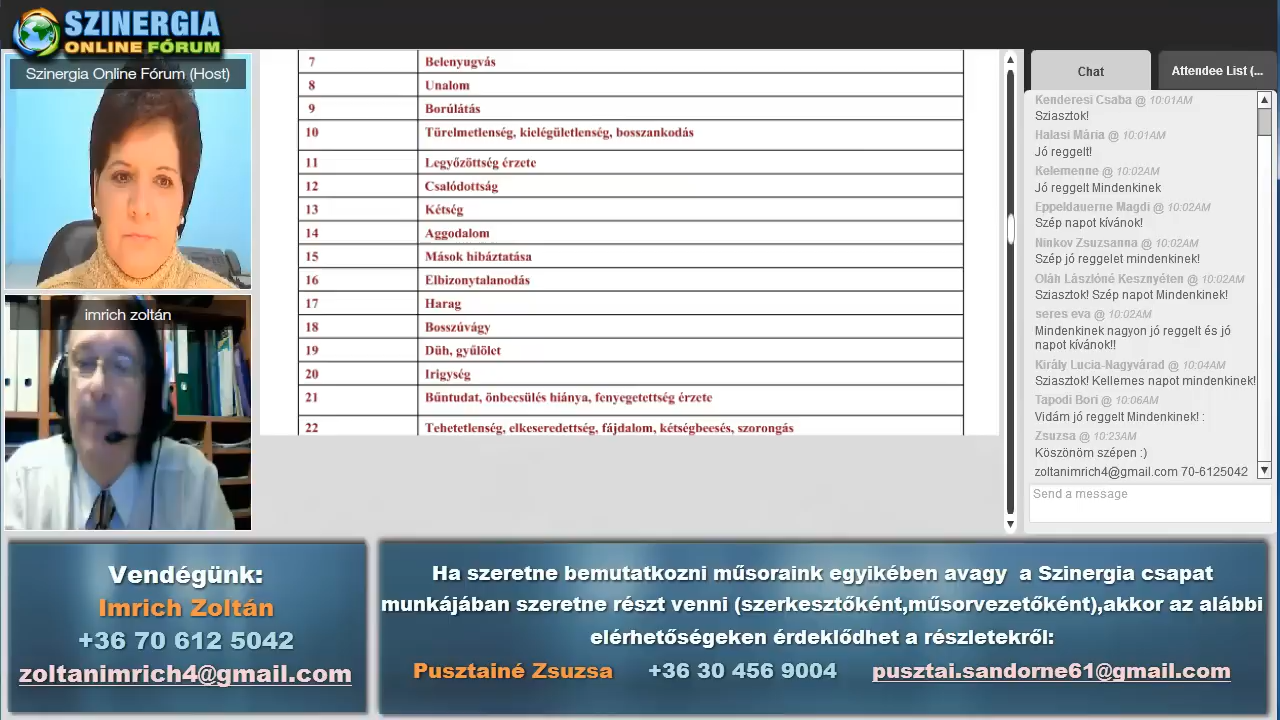 SZINERGIA
ONLINE FÓRUM
Szinergia Online Fórum (Host)
imrich zoltán
7 Belenyugvás
8 Unalom
9 Borúlátás
10 Türelmetlenség, kielégületlenség, bosszankodás
11 Legyőzöttség érzete
12 Csalódottság
13 Kétség
14 Aggodalom
15 Mások hibáztatása
16 Elbizonytalanodás
17 Harag
18 Bosszúvágy
19 Düh, gyűlölet
20 Irigység
21 Bűntudat, önbecsülés hiánya, fenyegetettség érzete
22 Tehetetlenség, elkeseredettség, fájdalom, kétségbeesés, szorongás
Chat
Attendee List (...
Kenderesi Csaba @ 10:01AM
Sziasztok!
Halasi Mária @ 10:01AM
Jó reggelt!
Kelemenne @ 10:02AM
Jó reggelt Mindenkinek
Eppeldauerne Magdi @ 10:02AM
Szép napot kívánok!
Ninkov Zsuzsanna @ 10:02AM
Szép jó reggelet mindenkinek!
Oláh Lászlóné Kesznyéten @ 10:02AM
Sziasztok! Szép napot Mindenkinek!
seres eva @ 10:02AM
Mindenkinek nagyon jó reggelt és jó
napot kívánok!!
Király Lucia-Nagyvárad @ 10:04AM
Sziasztok! Kellemes napot mindenkinek!
Tapodi Bori @ 10:06AM
Vidám jó reggelt Mindenkinek! :
Zsuzsa @ 10:23AM
Köszönöm szépen :)
zoltanimrich4@gmail.com 70-6125042
Send a message
Vendégünk:
Imrich Zoltán
+36 70 612 5042
zoltanimrich4@gmail.com
Ha szeretne bemutatkozni műsoraink egyikében avagy a Szinergia csapat
munkájában szeretne részt venni (szerkesztőként,műsorvezetőként),akkor az alábbi
elérhetőségeken érdeklődhet a részletekről:
Pusztainé Zsuzsa +36 30 456 9004 pusztai.sandorne61@gmail.com